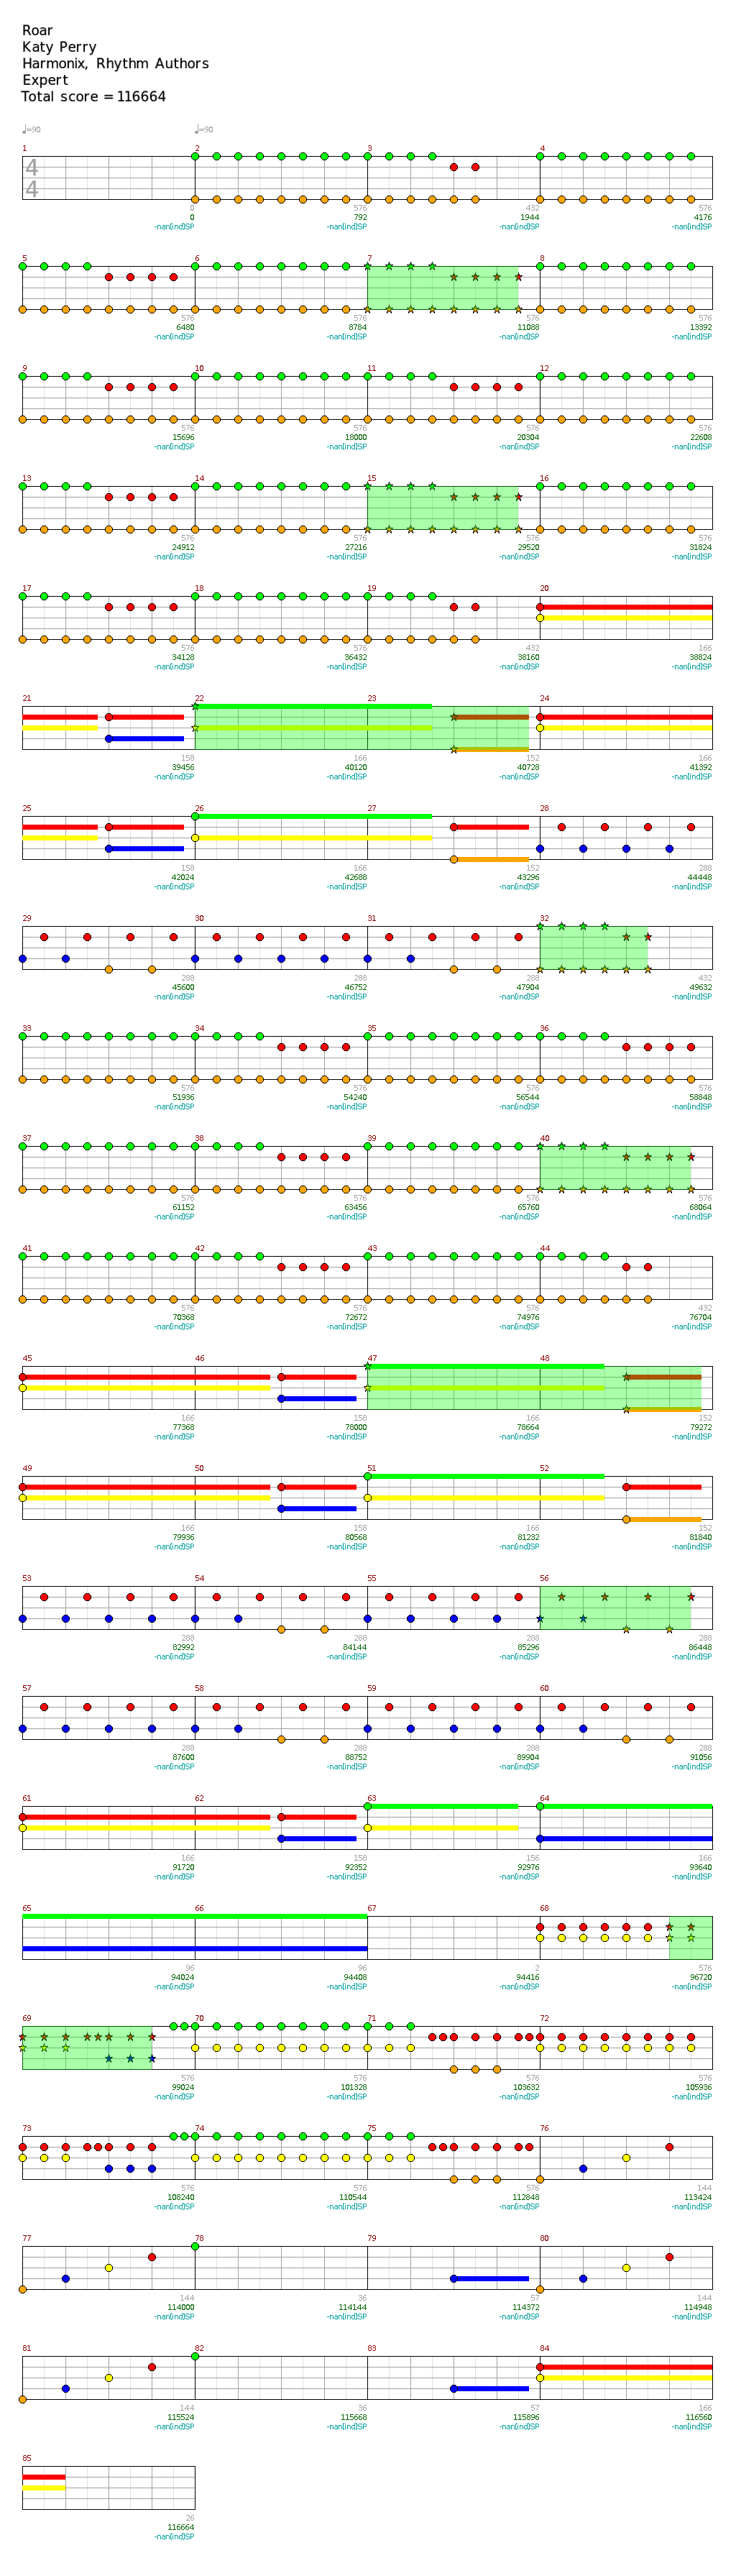 Roar
Katy Perry
Harmonix, Rhythm Authors
Expert
Total score = 116664
♩=90 ♩=90
1 2 3 4
4
4
0 576 432 576
0 792 1944 4176
-nan(ind)SP -nan(ind)SP -nan(ind)SP -nan(ind)SP
5 6 7 8
576 576 576 576
6480 8784 11088 13392
-nan(ind)SP -nan(ind)SP -nan(ind)SP -nan(ind)SP
9 10 11 12
576 576 576 576
15696 18000 20304 22608
-nan(ind)SP -nan(ind)SP -nan(ind)SP -nan(ind)SP
13 14 15 16
576 576 576 576
24912 27216 29520 31824
-nan(ind)SP -nan(ind)SP -nan(ind)SP -nan(ind)SP
17 18 19 20
576 576 432 166
34128 36432 38160 38824
-nan(ind)SP -nan(ind)SP -nan(ind)SP -nan(ind)SP
21 22 23 24
158 166 152 166
39456 40120 40728 41392
-nan(ind)SP -nan(ind)SP -nan(ind)SP -nan(ind)SP
25 26 27 28
158 166 152 288
42024 42688 43296 44448
-nan(ind)SP -nan(ind)SP -nan(ind)SP -nan(ind)SP
29 30 31 32
288 288 288 432
45600 46752 47904 49632
-nan(ind)SP -nan(ind)SP -nan(ind)SP -nan(ind)SP
33 34 35 36
576 576 576 576
51936 54240 56544 58848
-nan(ind)SP -nan(ind)SP -nan(ind)SP -nan(ind)SP
37 38 39 40
576 576 576 576
61152 63456 65760 68064
-nan(ind)SP -nan(ind)SP -nan(ind)SP -nan(ind)SP
41 42 43 44
576 576 576 432
70368 72672 74976 76704
-nan(ind)SP -nan(ind)SP -nan(ind)SP -nan(ind)SP
45 46 47 48
166 158 166 152
77368 78000 78664 79272
-nan(ind)SP -nan(ind)SP -nan(ind)SP -nan(ind)SP
49 50 51 52
166 158 166 152
79936 80568 81232 81840
-nan(ind)SP -nan(ind)SP -nan(ind)SP -nan(ind)SP
53 54 55 56
288 288 288 288
82992 84144 85296 86448
-nan(ind)SP -nan(ind)SP -nan(ind)SP -nan(ind)SP
57 58 59 60
288 288 288 288
87600 88752 89904 91056
-nan(ind)SP -nan(ind)SP -nan(ind)SP -nan(ind)SP
61 62 63 64
166 158 156 166
91720 92352 92976 93640
-nan(ind)SP -nan(ind)SP -nan(ind)SP -nan(ind)SP
65 66 67 68
96 96 2 576
94024 94408 94416 96720
-nan(ind)SP -nan(ind)SP -nan(ind)SP -nan(ind)SP
69 70 71 72
576 576 576 576
99024 101328 103632 105936
-nan(ind)SP -nan(ind)SP -nan(ind)SP -nan(ind)SP
73 74 75 76
576 576 576 144
108240 110544 112848 113424
-nan(ind)SP -nan(ind)SP -nan(ind)SP -nan(ind)SP
77 78 79 80
144 36 57 144
114000 114144 114372 114948
-nan(ind)SP -nan(ind)SP -nan(ind)SP -nan(ind)SP
81 82 83 84
144 36 57 166
115524 115668 115896 116560
-nan(ind)SP -nan(ind)SP -nan(ind)SP -nan(ind)SP
85
26
116664
-nan(ind)SP